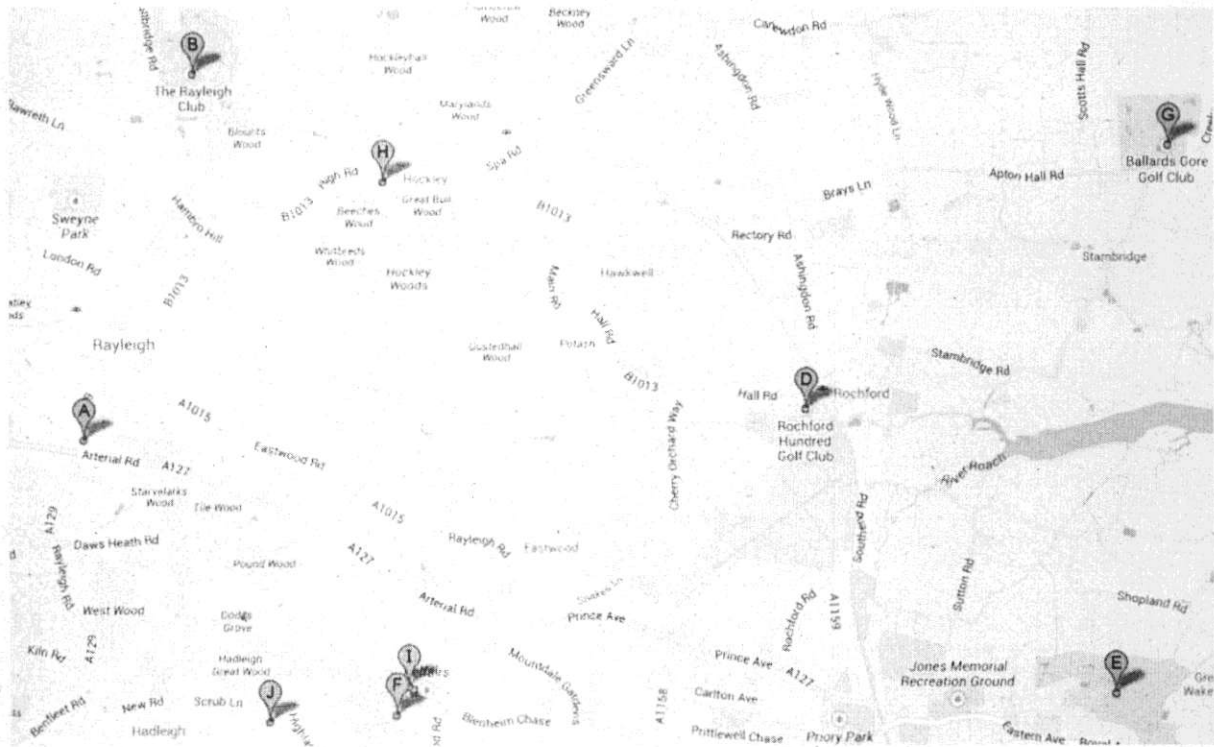 Wood
Beckney
Wood
Canewdon Rd
B
Hockleyhall
Wood
Greensward Ln
Ashingdon Rd
Scotts Hall Rd
The Rayleigh
Club
Hyde Wood Ln
G
Rawreth Ln
Marylands
Wood
Blounts
Wood
H
Spa Rd
Ballards Gore
Golf Club
High Rd
Hockley
Apton Hall Rd
Brays Ln
Sweyne
Park
Hambro Hill
B1013
Beeches
Wood
Great Bull
Wood
B1013
Rectory Rd
London Rd
Whitbreds
Wood
Stambridge
Hockley
Woods
Main Rd
Hawkwell
Ashingdon Rd
B1013
Hall Rd
Rayleigh
Gustedhall
Wood
Potash
Stambridge Rd
B1013
A
A1015
Hall Rd
D
Rochford
Rochford
Hundred
Golf Club
Cherry Orchard Way
Arterial Rd
A127
Eastwood Rd
River Roach
Starvelarks
Wood
Tile Wood
A129
A1015
Southend Rd
Daws Heath Rd
Rayleigh Rd
Eastwood
Pound Wood
A127
Rayleigh Rd
Sutton Rd
Snakes Ln
West Wood
Arterial Rd
Prince Ave
Rochford Rd
A1159
Shopland Rd
Dodds
Grove
Kiln Rd
A129
Hadleigh
Great Wood
I
Mountdale Gardens
Prince Ave
A127
Jones Memorial
Recreation Ground
E
F
J
New Rd
Scrub Ln
Carlton Ave
Wake
Benfleet Rd
Blenheim Chase
A1158
Hadleigh
Prittlewell Chase
Priory Park
Eastern Ave